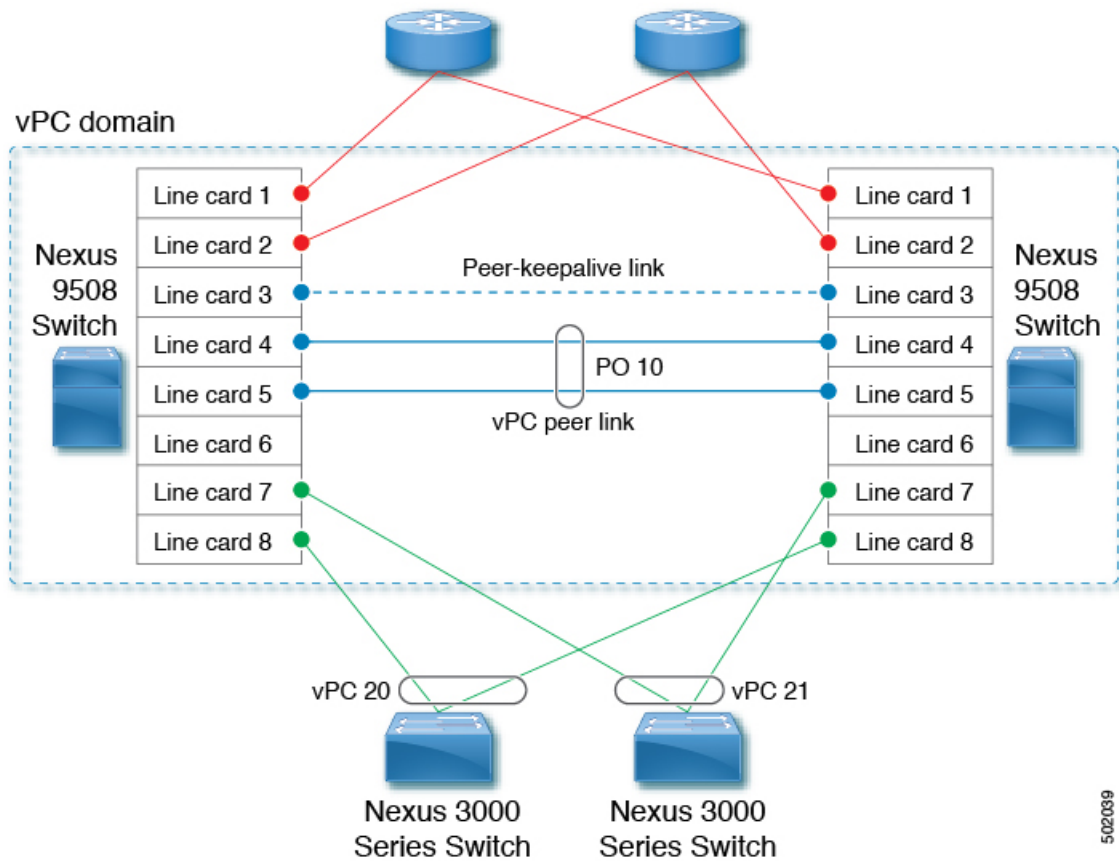 vPC domain
Line card 1
Line card 2
Line card 3
Line card 4
Line card 5
Line card 6
Line card 7
Line card 8
Nexus
9508
Switch
Peer-keepalive link
PO 10
vPC peer link
Line card 1
Line card 2
Line card 3
Line card 4
Line card 5
Line card 6
Line card 7
Line card 8
Nexus
9508
Switch
vPC 20
vPC 21
Nexus 3000
Series Switch
Nexus 3000
Series Switch
502039